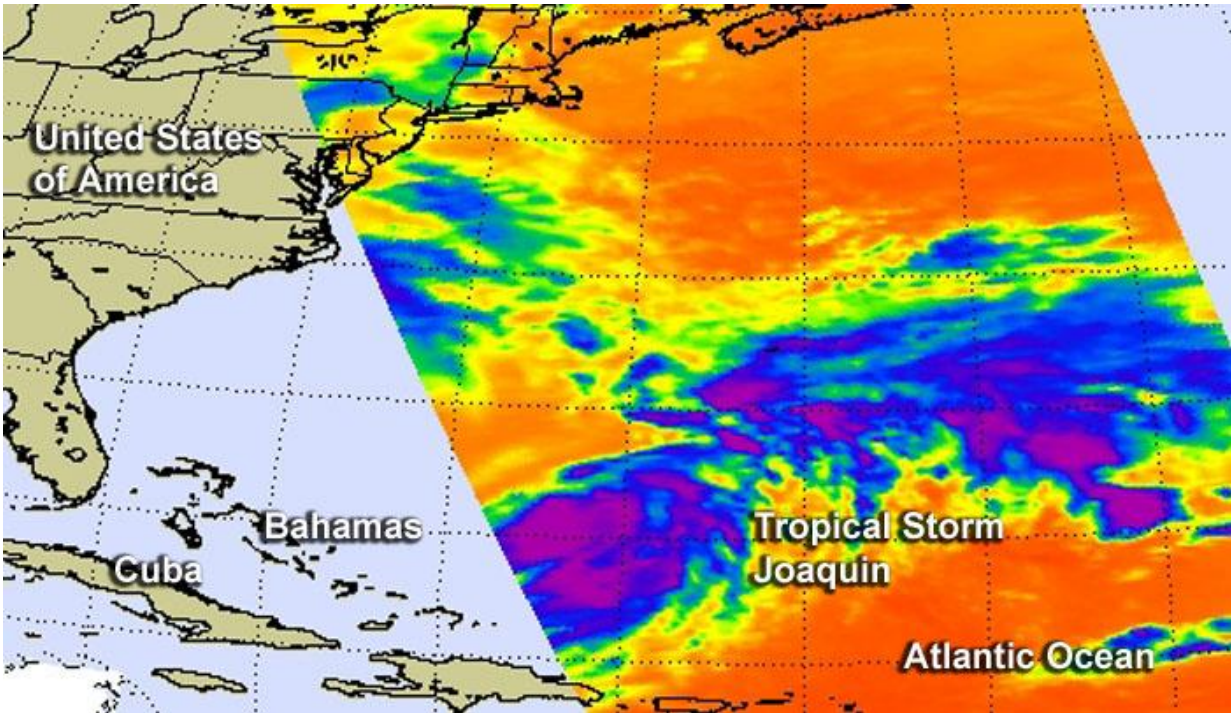 United States
of America
Bahamas
Cuba
Tropical Storm
Joaquin
Atlantic Ocean